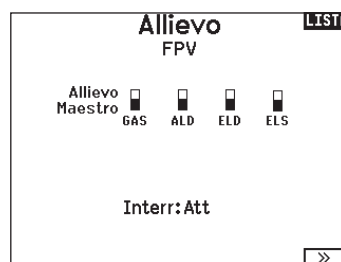 Allievo
LIST
FPV
Allievo
Maestro
GAS ALD ELD ELS
Interr: Att
>>